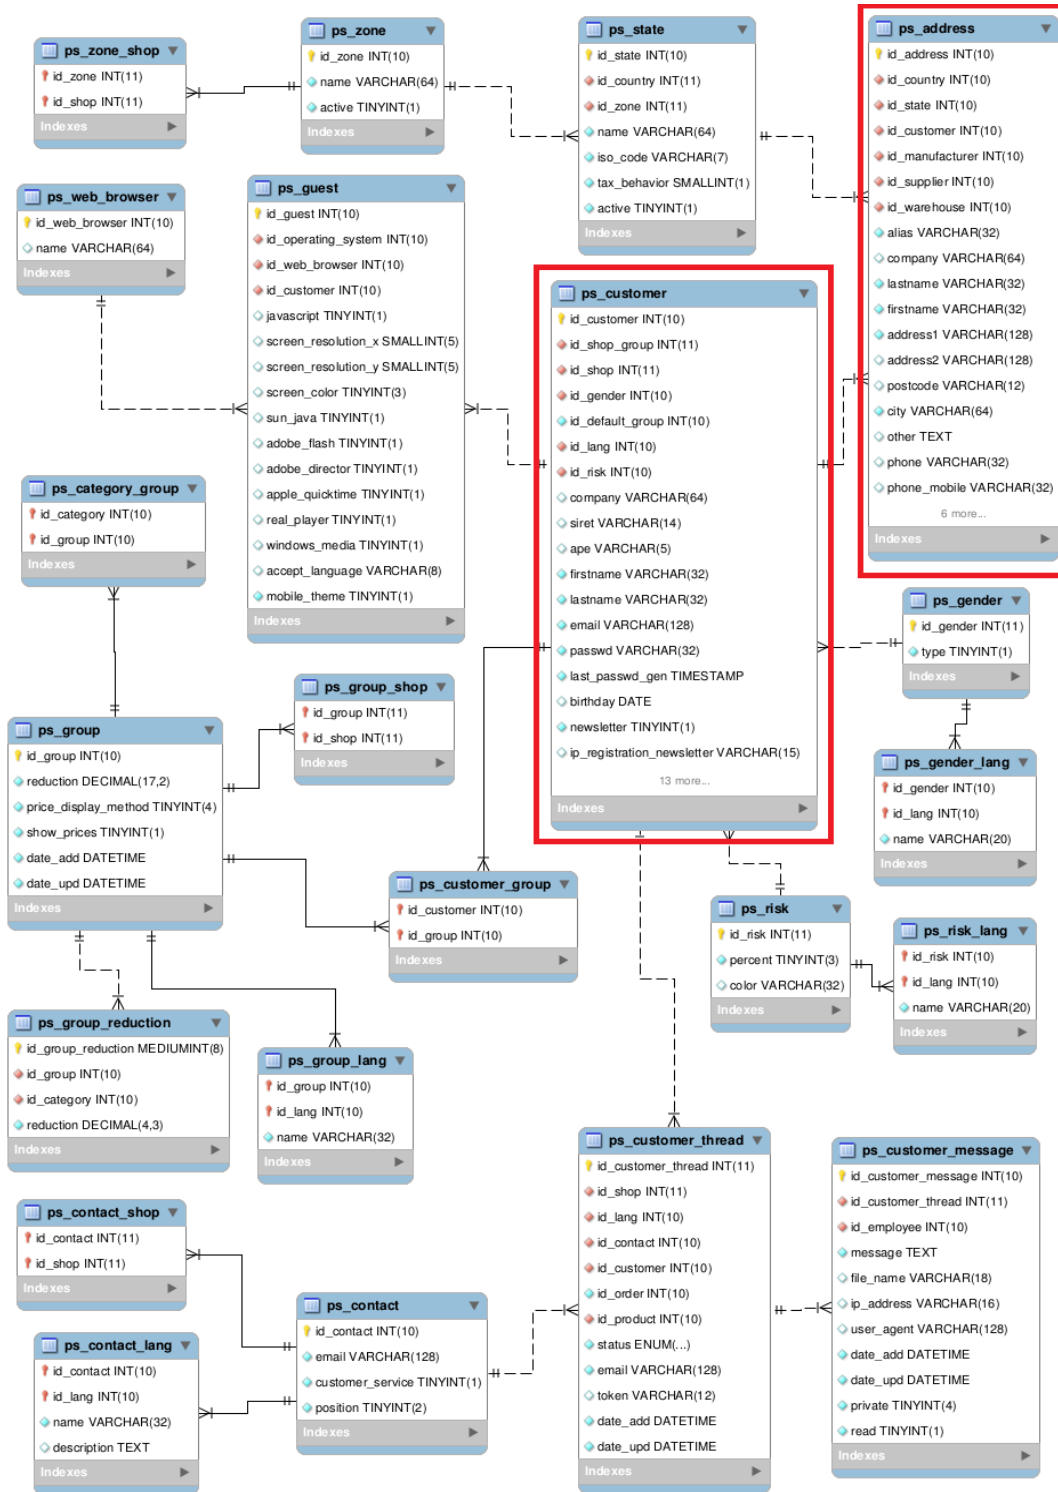 ps_zone_shop
id_zone INT(11)
id_shop INT(11)
Indexes
ps_zone
id_zone INT(10)
name VARCHAR(64)
active TINYINT(1)
Indexes
ps_state
id_state INT(10)
id_country INT(11)
id_zone INT(11)
name VARCHAR(64)
iso_code VARCHAR(7)
tax_behavior SMALLINT(1)
active TINYINT(1)
Indexes
ps_address
id_address INT(10)
id_country INT(10)
id_state INT(10)
id_customer INT(10)
id_manufacturer INT(10)
id_supplier INT(10)
id_warehouse INT(10)
alias VARCHAR(32)
company VARCHAR(64)
lastname VARCHAR(32)
firstname VARCHAR(32)
address1 VARCHAR(128)
address2 VARCHAR(128)
postcode VARCHAR(12)
city VARCHAR(64)
other TEXT
phone VARCHAR(32)
phone_mobile VARCHAR(32)
6 more...
Indexes
ps_web_browser
id_web_browser INT(10)
name VARCHAR(64)
Indexes
ps_guest
id_guest INT(10)
id_operating_system INT(10)
id_web_browser INT(10)
id_customer INT(10)
javascript TINYINT(1)
screen_resolution_x SMALLINT(5)
screen_resolution_y SMALLINT(5)
screen_color TINYINT(3)
sun_java TINYINT(1)
adobe_flash TINYINT(1)
adobe_director TINYINT(1)
apple_quicktime TINYINT(1)
real_player TINYINT(1)
windows_media TINYINT(1)
accept_language VARCHAR(8)
mobile_theme TINYINT(1)
Indexes
ps_customer
id_customer INT(10)
id_shop_group INT(11)
id_shop INT(11)
id_gender INT(10)
id_default_group INT(10)
id_lang INT(10)
id_risk INT(10)
company VARCHAR(64)
siret VARCHAR(14)
ape VARCHAR(5)
firstname VARCHAR(32)
lastname VARCHAR(32)
email VARCHAR(128)
passwd VARCHAR(32)
last_passwd_gen TIMESTAMP
birthday DATE
newsletter TINYINT(1)
ip_registration_newsletter VARCHAR(15)
13 more...
Indexes
ps_category_group
id_category INT(10)
id_group INT(10)
Indexes
ps_gender
id_gender INT(11)
type TINYINT(1)
ps_group_shop
id_group INT(11)
id_shop INT(11)
Indexes
ps_group
id_group INT(10)
reduction DECIMAL(17,2)
price_display_method TINYINT(4)
show_prices TINYINT(1)
date_add DATETIME
date_upd DATETIME
Indexes
ps_gender_lang
id_gender INT(10)
id_lang INT(10)
name VARCHAR(20)
Indexes
ps_customer_group
id_customer INT(10)
id_group INT(10)
Indexes
ps_risk
id_risk INT(11)
percent TINYINT(3)
color VARCHAR(32)
Indexes
ps_risk_lang
id_risk INT(10)
id_lang INT(10)
name VARCHAR(20)
Indexes
ps_group_reduction
id_group_reduction MEDIUMINT(8)
id_group INT(10)
id_category INT(10)
reduction DECIMAL(4,3)
Indexes
ps_group_lang
id_group INT(10)
id_lang INT(10)
name VARCHAR(32)
Indexes
ps_customer_thread
id_customer_thread INT(11)
id_shop INT(11)
id_lang INT(10)
id_contact INT(10)
id_customer INT(10)
id_order INT(10)
id_product INT(10)
status ENUM(...)
email VARCHAR(128)
token VARCHAR(12)
date_add DATETIME
date_upd DATETIME
Indexes
ps_customer_message
id_customer_message INT(10)
id_customer_thread INT(11)
id_employee INT(10)
message TEXT
file_name VARCHAR(18)
ip_address VARCHAR(16)
user_agent VARCHAR(128)
date_add DATETIME
date_upd DATETIME
private TINYINT(4)
read TINYINT(1)
Indexes
ps_contact_shop
id_contact INT(11)
id_shop INT(11)
Indexes
ps_contact
id_contact INT(10)
email VARCHAR(128)
customer_service TINYINT(1)
position TINYINT(2)
Indexes
ps_contact_lang
id_contact INT(10)
id_lang INT(10)
name VARCHAR(32)
description TEXT
Indexes